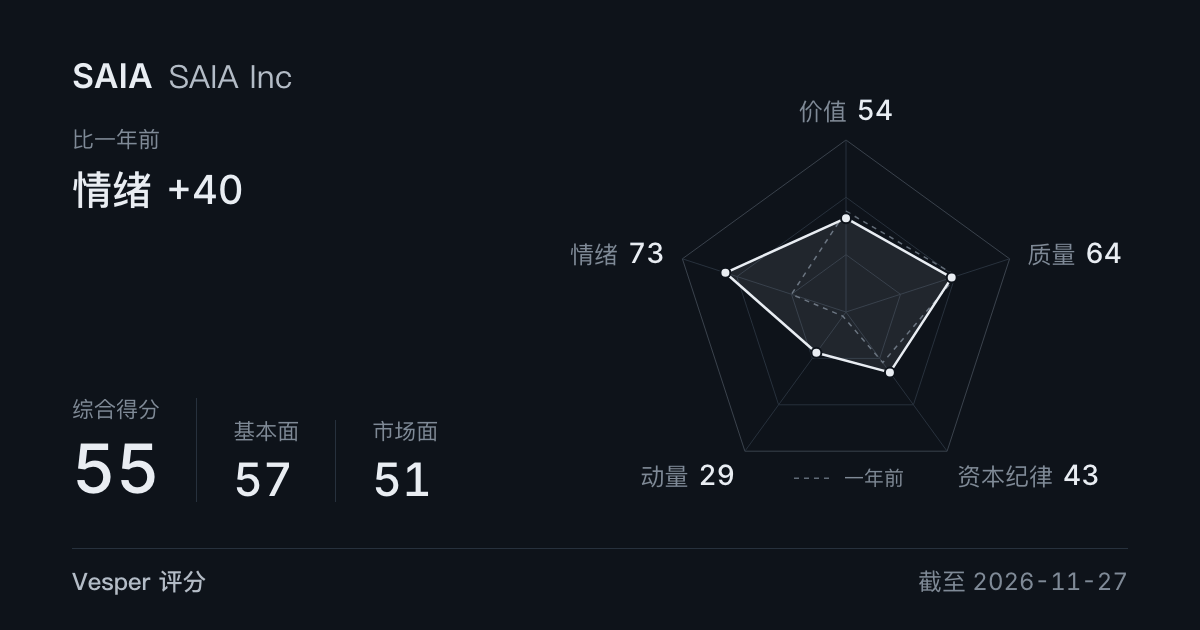 SAIA SAIA Inc
比一年前
情绪 +40
价值 54
情绪 73
质量 64
综合得分
55
基本面
57
市场面
51
动量 29
---- 一年前
资本纪律 43
Vesper 评分
截至 2026-11-27